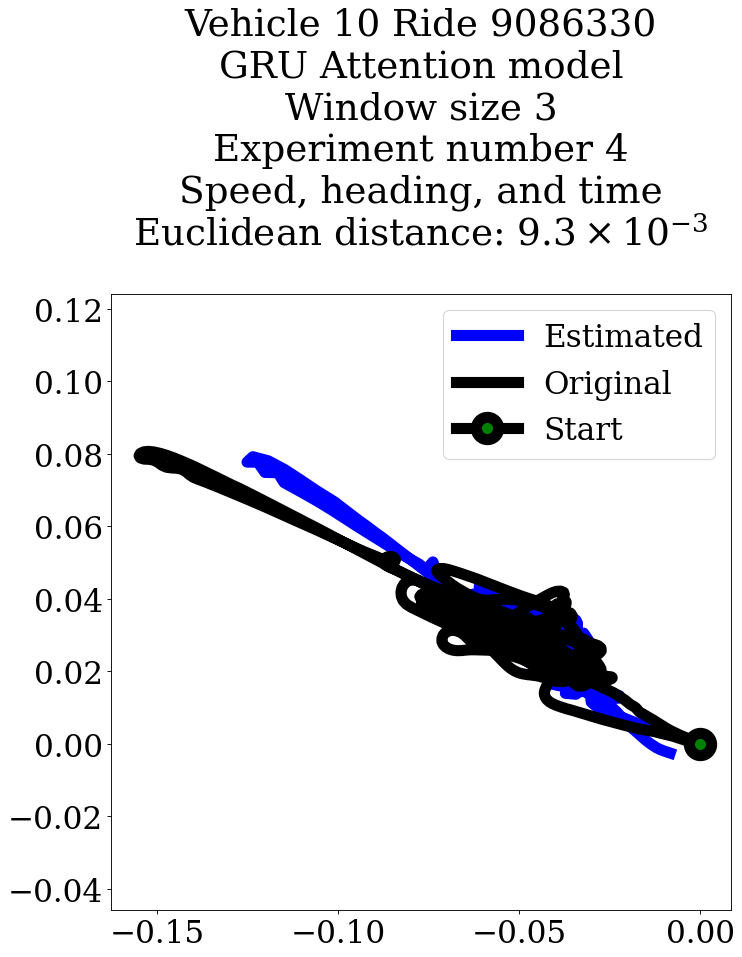 Vehicle 10 Ride 9086330
GRU Attention model
Window size 3
Experiment number 4
Speed, heading, and time
Euclidean distance: 9.3 × 10⁻³
Estimated
Original
Start
0.12
0.10
0.08
0.06
0.04
0.02
0.00
−0.02
−0.04
−0.15 −0.10 −0.05 0.00